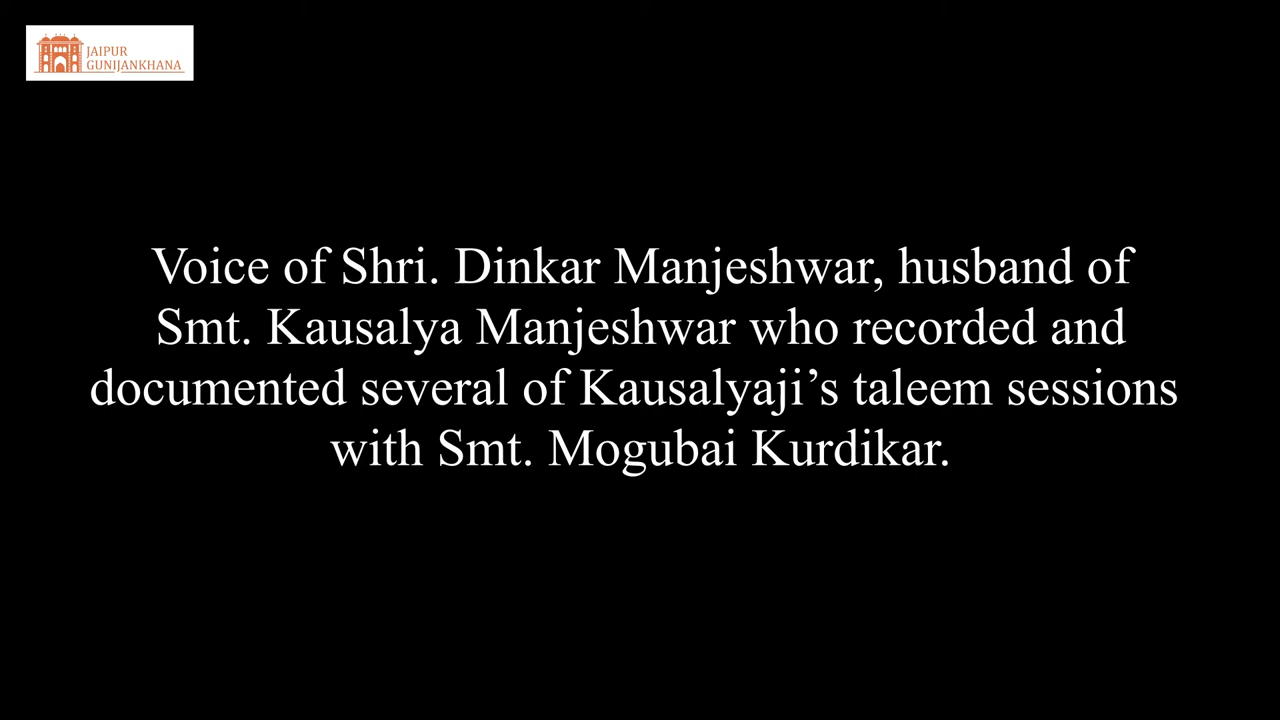 JAIPUR
GUNIJANKHANA
Voice of Shri. Dinkar Manjeshwar, husband of
Smt. Kausalya Manjeshwar who recorded and
documented several of Kausalyaji’s taleem sessions
with Smt. Mogubai Kurdikar.